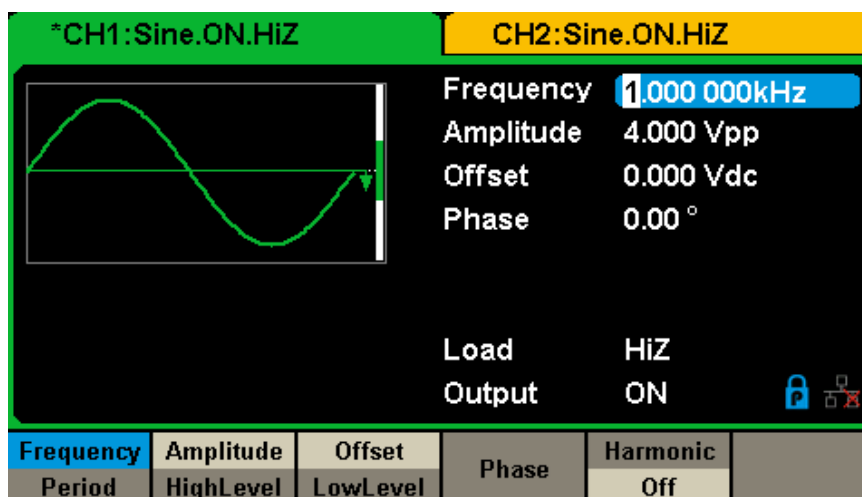 *CH1:Sine.ON.HiZ
CH2:Sine.ON.HiZ
Frequency 1.000 000kHz
Amplitude 4.000 Vpp
Offset 0.000 Vdc
Phase 0.00 °
Load HiZ
Output ON
P
Frequency Amplitude Offset Phase Harmonic
Period HighLevel LowLevel Off